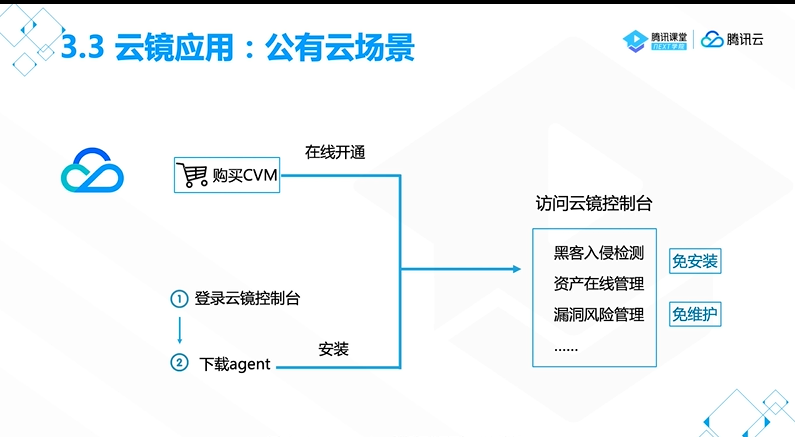 3.3 云镜应用：公有云场景
腾讯课堂
NEXT学院
腾讯云
购买CVM
在线开通
访问云镜控制台
黑客入侵检测
资产在线管理
漏洞风险管理
......
免安装
免维护
1 登录云镜控制台
2 下载agent
安装